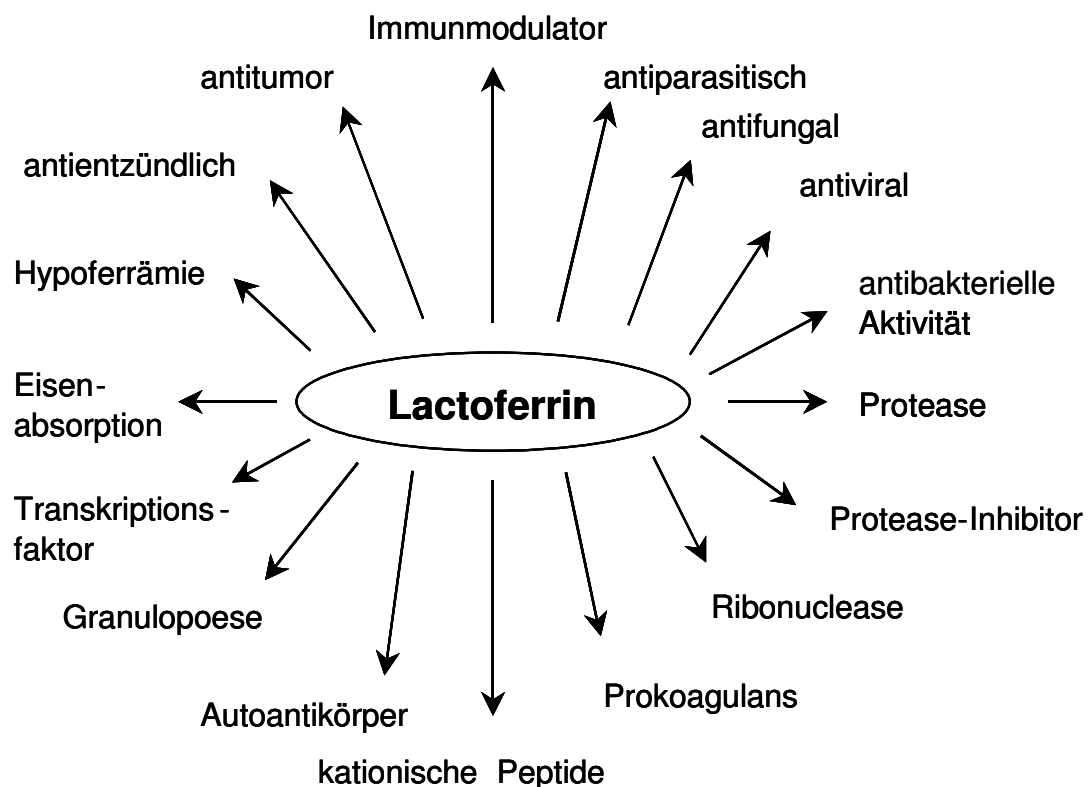 Immunmodulator
antitumor
antiparasitisch
antifungal
antientzündlich
antiviral
Hypoferrämie
antibakterielle
Aktivität
Eisen-
absorption
Lactoferrin
Protease
Transkriptions-
faktor
Protease-Inhibitor
Granulopoese
Ribonuclease
Autoantikörper
Prokoagulans
kationische Peptide